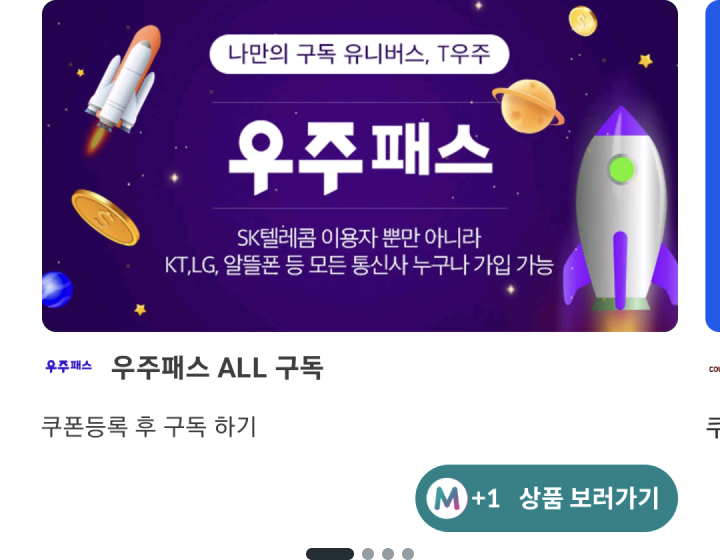 나만의 구독 유니버스, T우주
우주패스
SK텔레콤 이용자 뿐만 아니라
KT,LG, 알뜰폰 등 모든 통신사 누구나 가입 가능
우주패스 우주패스 ALL 구독
쿠폰등록 후 구독 하기
M +1 상품 보러가기